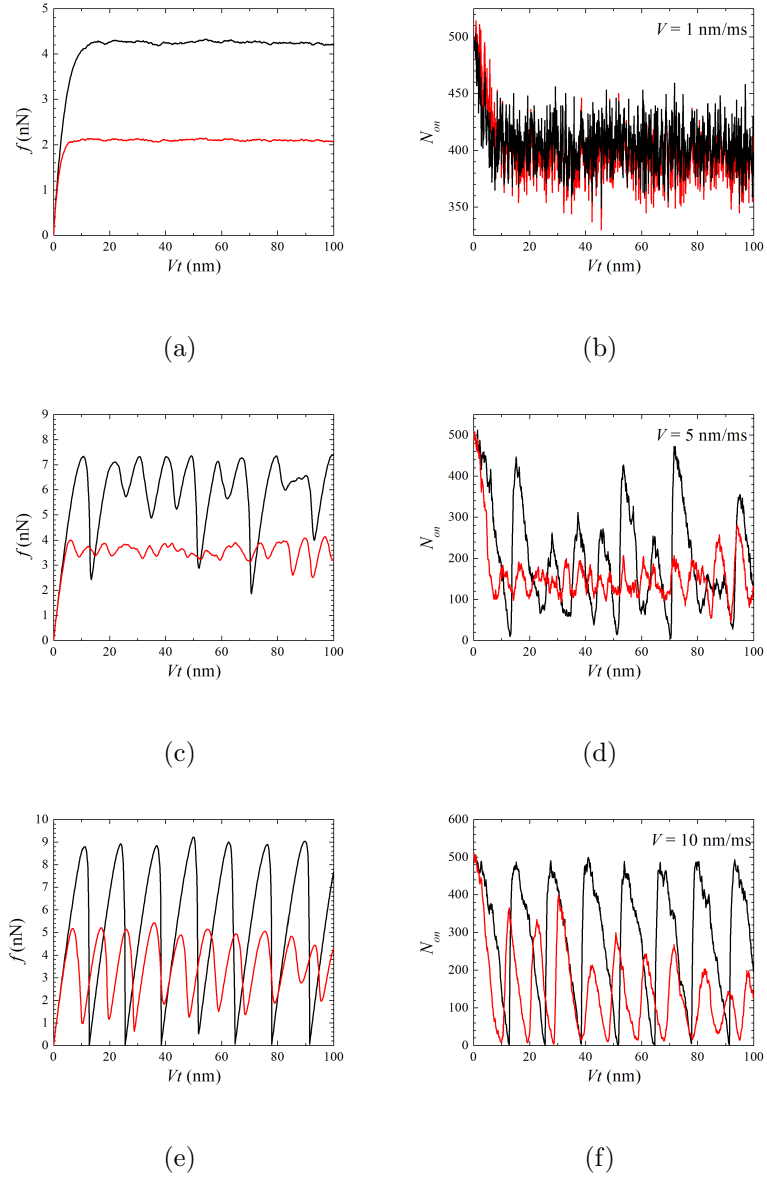 5
4
3
2
1
0
f (nN)
0 20 40 60 80 100
Vt (nm)
(a)
V = 1 nm/ms
500
450
400
350
N_on
0 20 40 60 80 100
Vt (nm)
(b)
9
8
7
6
5
4
3
2
1
0
f (nN)
0 20 40 60 80 100
Vt (nm)
(c)
V = 5 nm/ms
500
400
300
200
100
0
N_on
0 20 40 60 80 100
Vt (nm)
(d)
10
9
8
7
6
5
4
3
2
1
0
f (nN)
0 20 40 60 80 100
Vt (nm)
(e)
V = 10 nm/ms
600
500
400
300
200
100
0
N_on
0 20 40 60 80 100
Vt (nm)
(f)